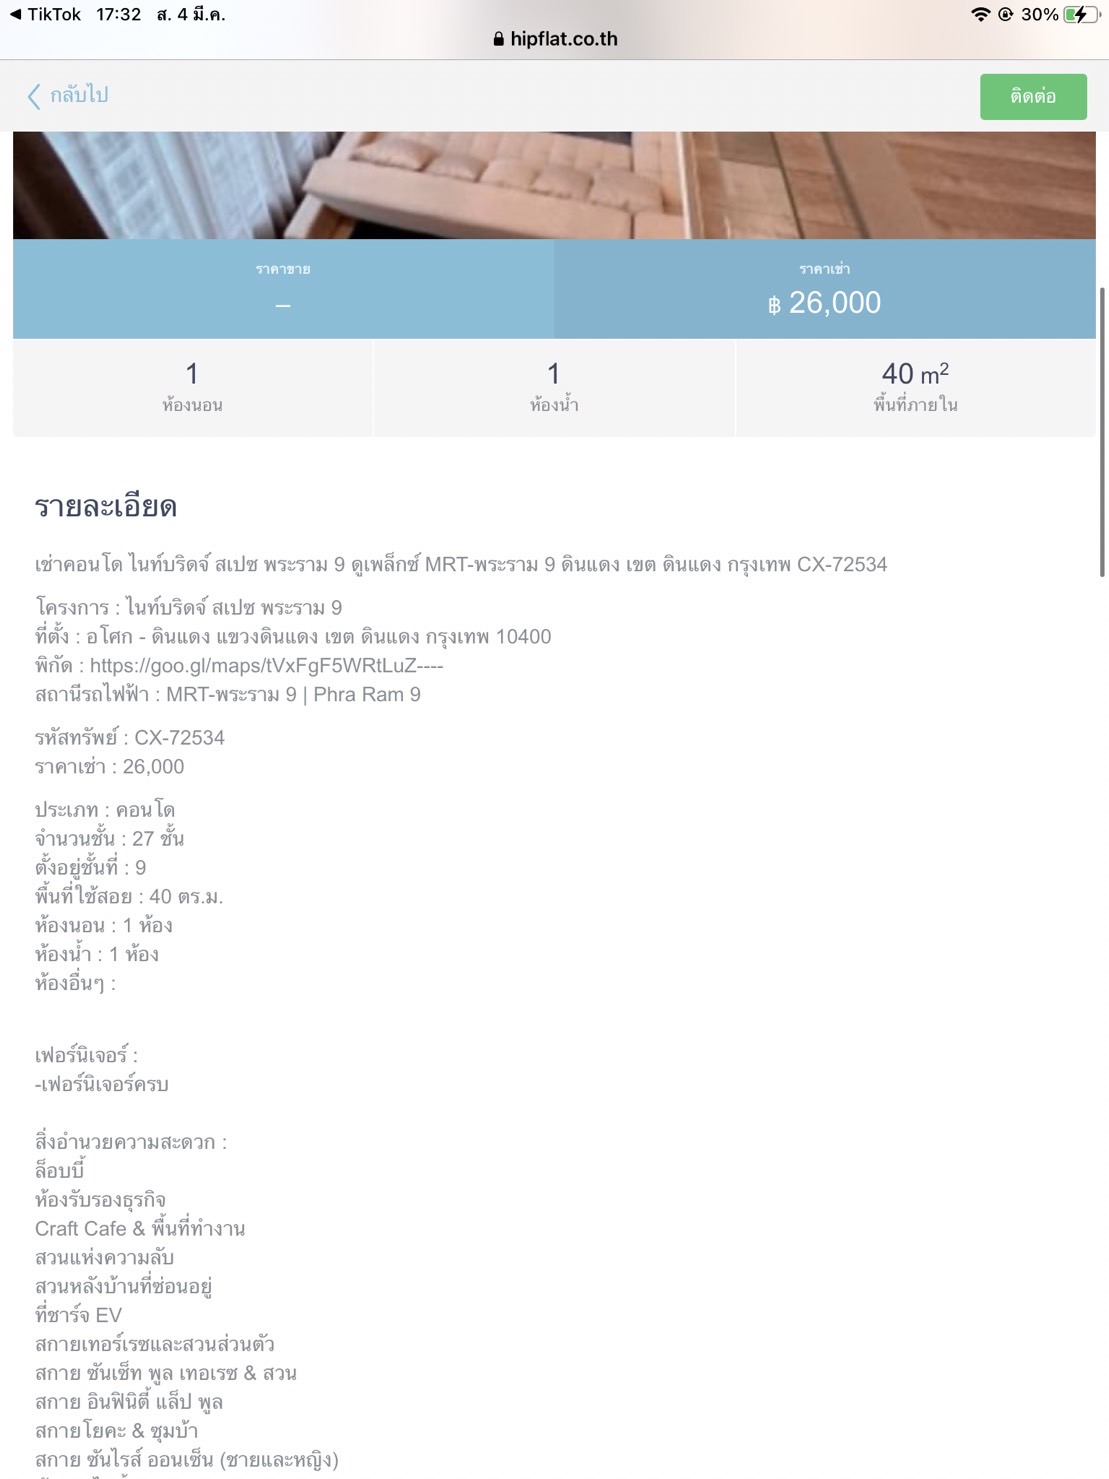 TikTok 17:32 ส. 4 มี.ค. 30%
hipflat.co.th
กลับไป ติดต่อ
ราคาขาย ราคาเช่า
– ฿ 26,000
1 1 40 m²
ห้องนอน ห้องน้ำ พื้นที่ภายใน
รายละเอียด
เช่าคอนโด ไนท์บริดจ์ สเปซ พระราม 9 ดูเพล็กซ์ MRT-พระราม 9 ดินแดง เขต ดินแดง กรุงเทพ CX-72534
โครงการ : ไนท์บริดจ์ สเปซ พระราม 9
ที่ตั้ง : อโศก - ดินแดง แขวงดินแดง เขต ดินแดง กรุงเทพ 10400
พิกัด : https://goo.gl/maps/tVxFgF5WRtLuZ----
สถานีรถไฟฟ้า : MRT-พระราม 9 | Phra Ram 9
รหัสทรัพย์ : CX-72534
ราคาเช่า : 26,000
ประเภท : คอนโด
จำนวนชั้น : 27 ชั้น
ตั้งอยู่ชั้นที่ : 9
พื้นที่ใช้สอย : 40 ตร.ม.
ห้องนอน : 1 ห้อง
ห้องน้ำ : 1 ห้อง
ห้องอื่นๆ :
เฟอร์นิเจอร์ :
-เฟอร์นิเจอร์ครบ
สิ่งอำนวยความสะดวก :
ล็อบบี้
ห้องรับรองธุรกิจ
Craft Cafe & พื้นที่ทำงาน
สวนแห่งความลับ
สวนหลังบ้านที่ซ่อนอยู่
ที่ชาร์จ EV
สกายเทอร์เรซและสวนส่วนตัว
สกาย ซันเซ็ท พูล เทอเรซ & สวน
สกาย อินฟินิตี้ แล็ป พูล
สกายโยคะ & ซุมบ้า
สกาย ซันไรส์ ออนเซ็น (ชายและหญิง)